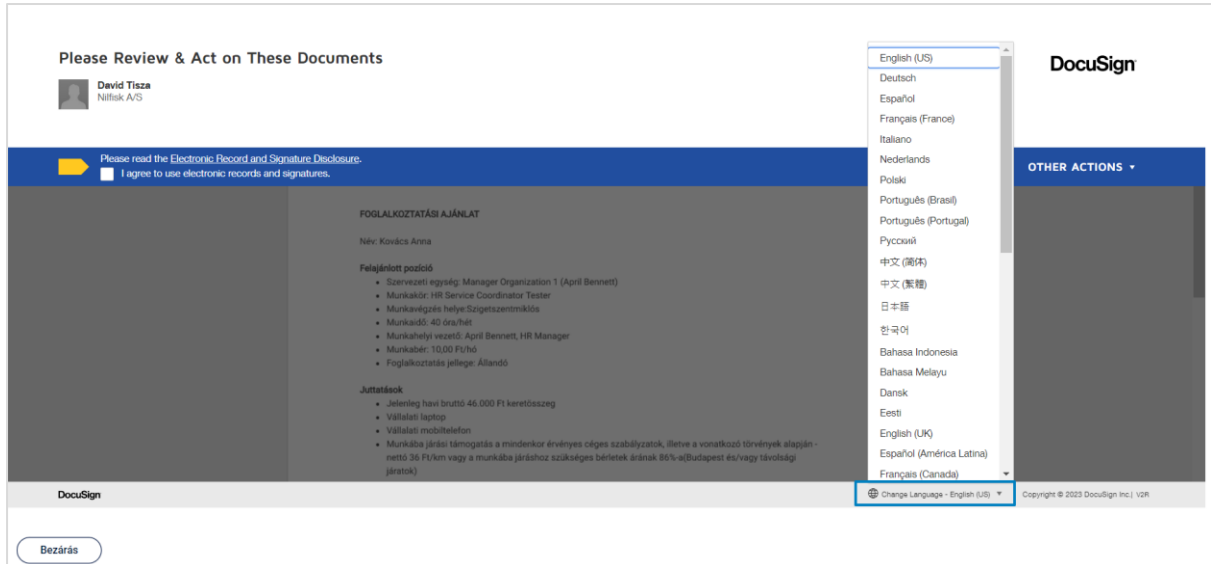 Please Review & Act on These Documents
David Tisza
Nilfisk A/S
DocuSign
Please read the Electronic Record and Signature Disclosure.
I agree to use electronic records and signatures.
OTHER ACTIONS
English (US)
Deutsch
Español
Français (France)
Italiano
Nederlands
Polski
Português (Brasil)
Português (Portugal)
Русский
中文 (简体)
中文 (繁體)
日本語
한국어
Bahasa Indonesia
Bahasa Melayu
Dansk
Eesti
English (UK)
Español (América Latina)
Français (Canada)
FOGLALKOZTATÁSI AJÁNLAT
Név: Kovács Anna
Felajánlott pozíció
Szervezeti egység: Manager Organization 1 (April Bennett)
Munkakör: HR Service Coordinator Tester
Munkavégzés helye:Szigetszentmiklós
Munkaidő: 40 óra/hét
Munkahelyi vezető: April Bennett, HR Manager
Munkabér: 10,00 Ft/hó
Foglalkoztatás jellege: Állandó
Juttatások
Jelenleg havi bruttó 46.000 Ft keretösszeg
Vállalati laptop
Vállalati mobiltelefon
Munkába járási támogatás a mindenkor érvényes céges szabályzatok, illetve a vonatkozó törvények alapján -
nettó 36 Ft/km vagy a munkába járáshoz szükséges bérletek árának 86%-a(Budapest és/vagy távolsági
járatok)
DocuSign
Change Language - English (US)
Copyright © 2023 DocuSign Inc.| V2R
Bezárás